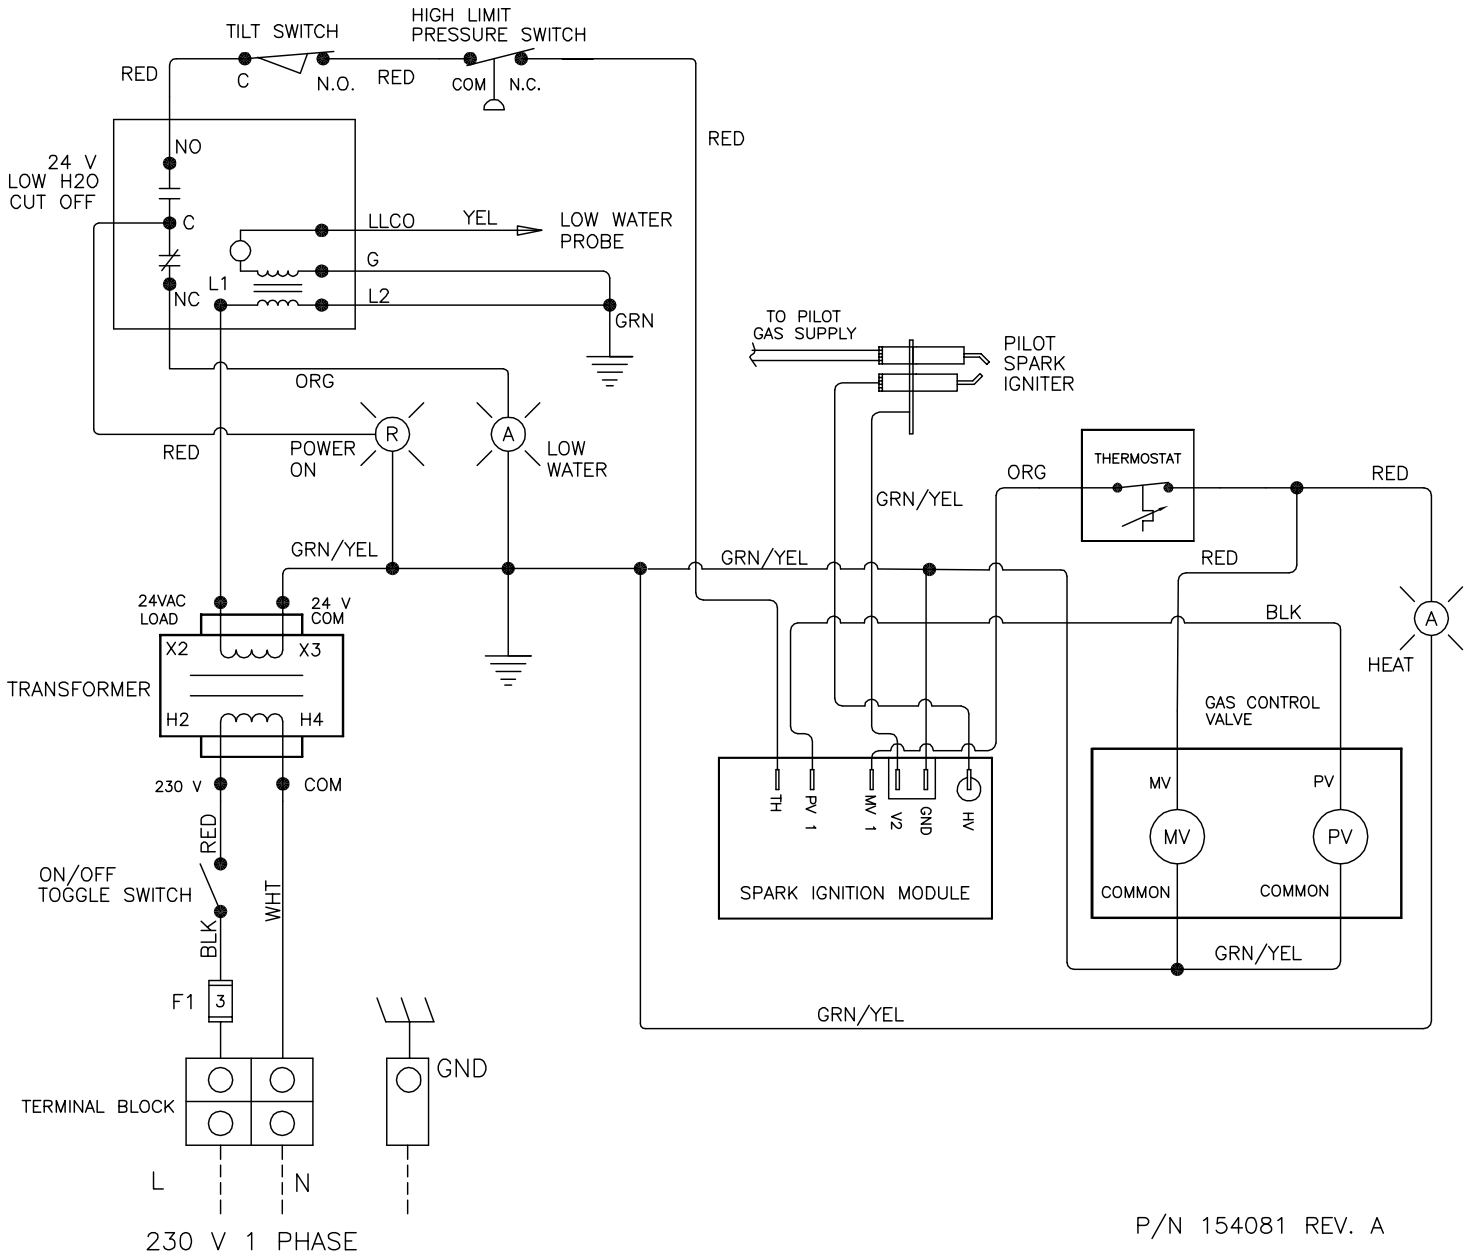 HIGH LIMIT
PRESSURE SWITCH
TILT SWITCH
RED
C
N.O.
RED
COM
N.C.
RED
NO
24 V
LOW H2O
CUT OFF
C
LLCO
YEL
LOW WATER
PROBE
G
L1
L2
NC
GRN
ORG
TO PILOT
GAS SUPPLY
PILOT
SPARK
IGNITER
R
A
POWER
ON
LOW
WATER
RED
THERMOSTAT
ORG
RED
GRN/YEL
GRN/YEL
GRN/YEL
RED
24VAC
LOAD
24 V
COM
BLK
A
HEAT
X2
X3
TRANSFORMER
H2
H4
GAS CONTROL
VALVE
230 V
COM
MV
PV
TH
PV 1
MV 1
V2
GND
HV
RED
MV
PV
ON/OFF
TOGGLE SWITCH
WHT
SPARK IGNITION MODULE
COMMON
COMMON
BLK
GRN/YEL
F1
3
GRN/YEL
GND
TERMINAL BLOCK
L
N
230 V 1 PHASE
P/N 154081 REV. A